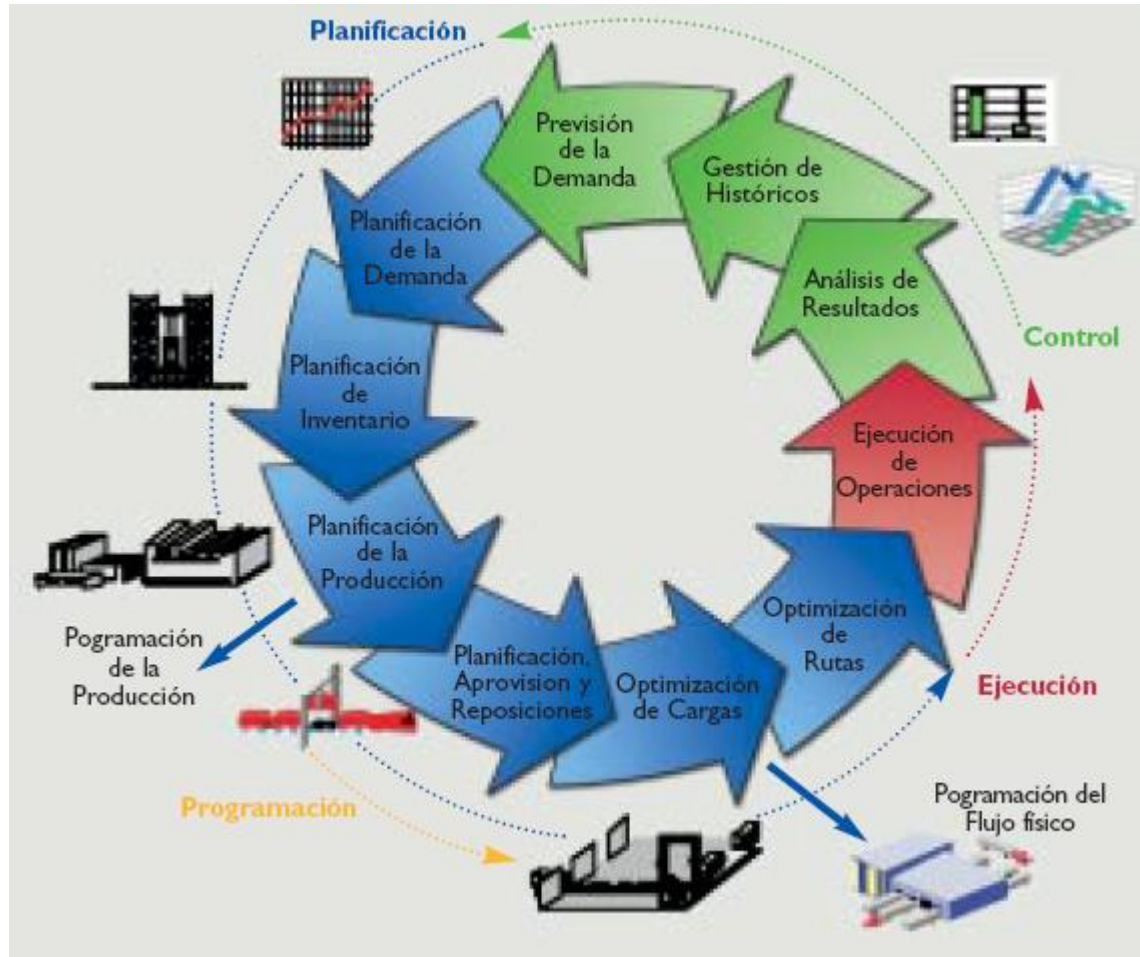 Planificación
Previsión
de la
Demanda
Gestión de
Históricos
Planificación
de la
Demanda
Análisis de
Resultados
Control
Planificación
de
Inventario
Ejecución
de
Operaciones
Planificación
de la
Producción
Optimización
de
Rutas
Pogramación
de la
Producción
Planificación,
Aprovision y
Reposiciones
Optimización
de Cargas
Ejecución
Programación
Pogramación del
Flujo físico